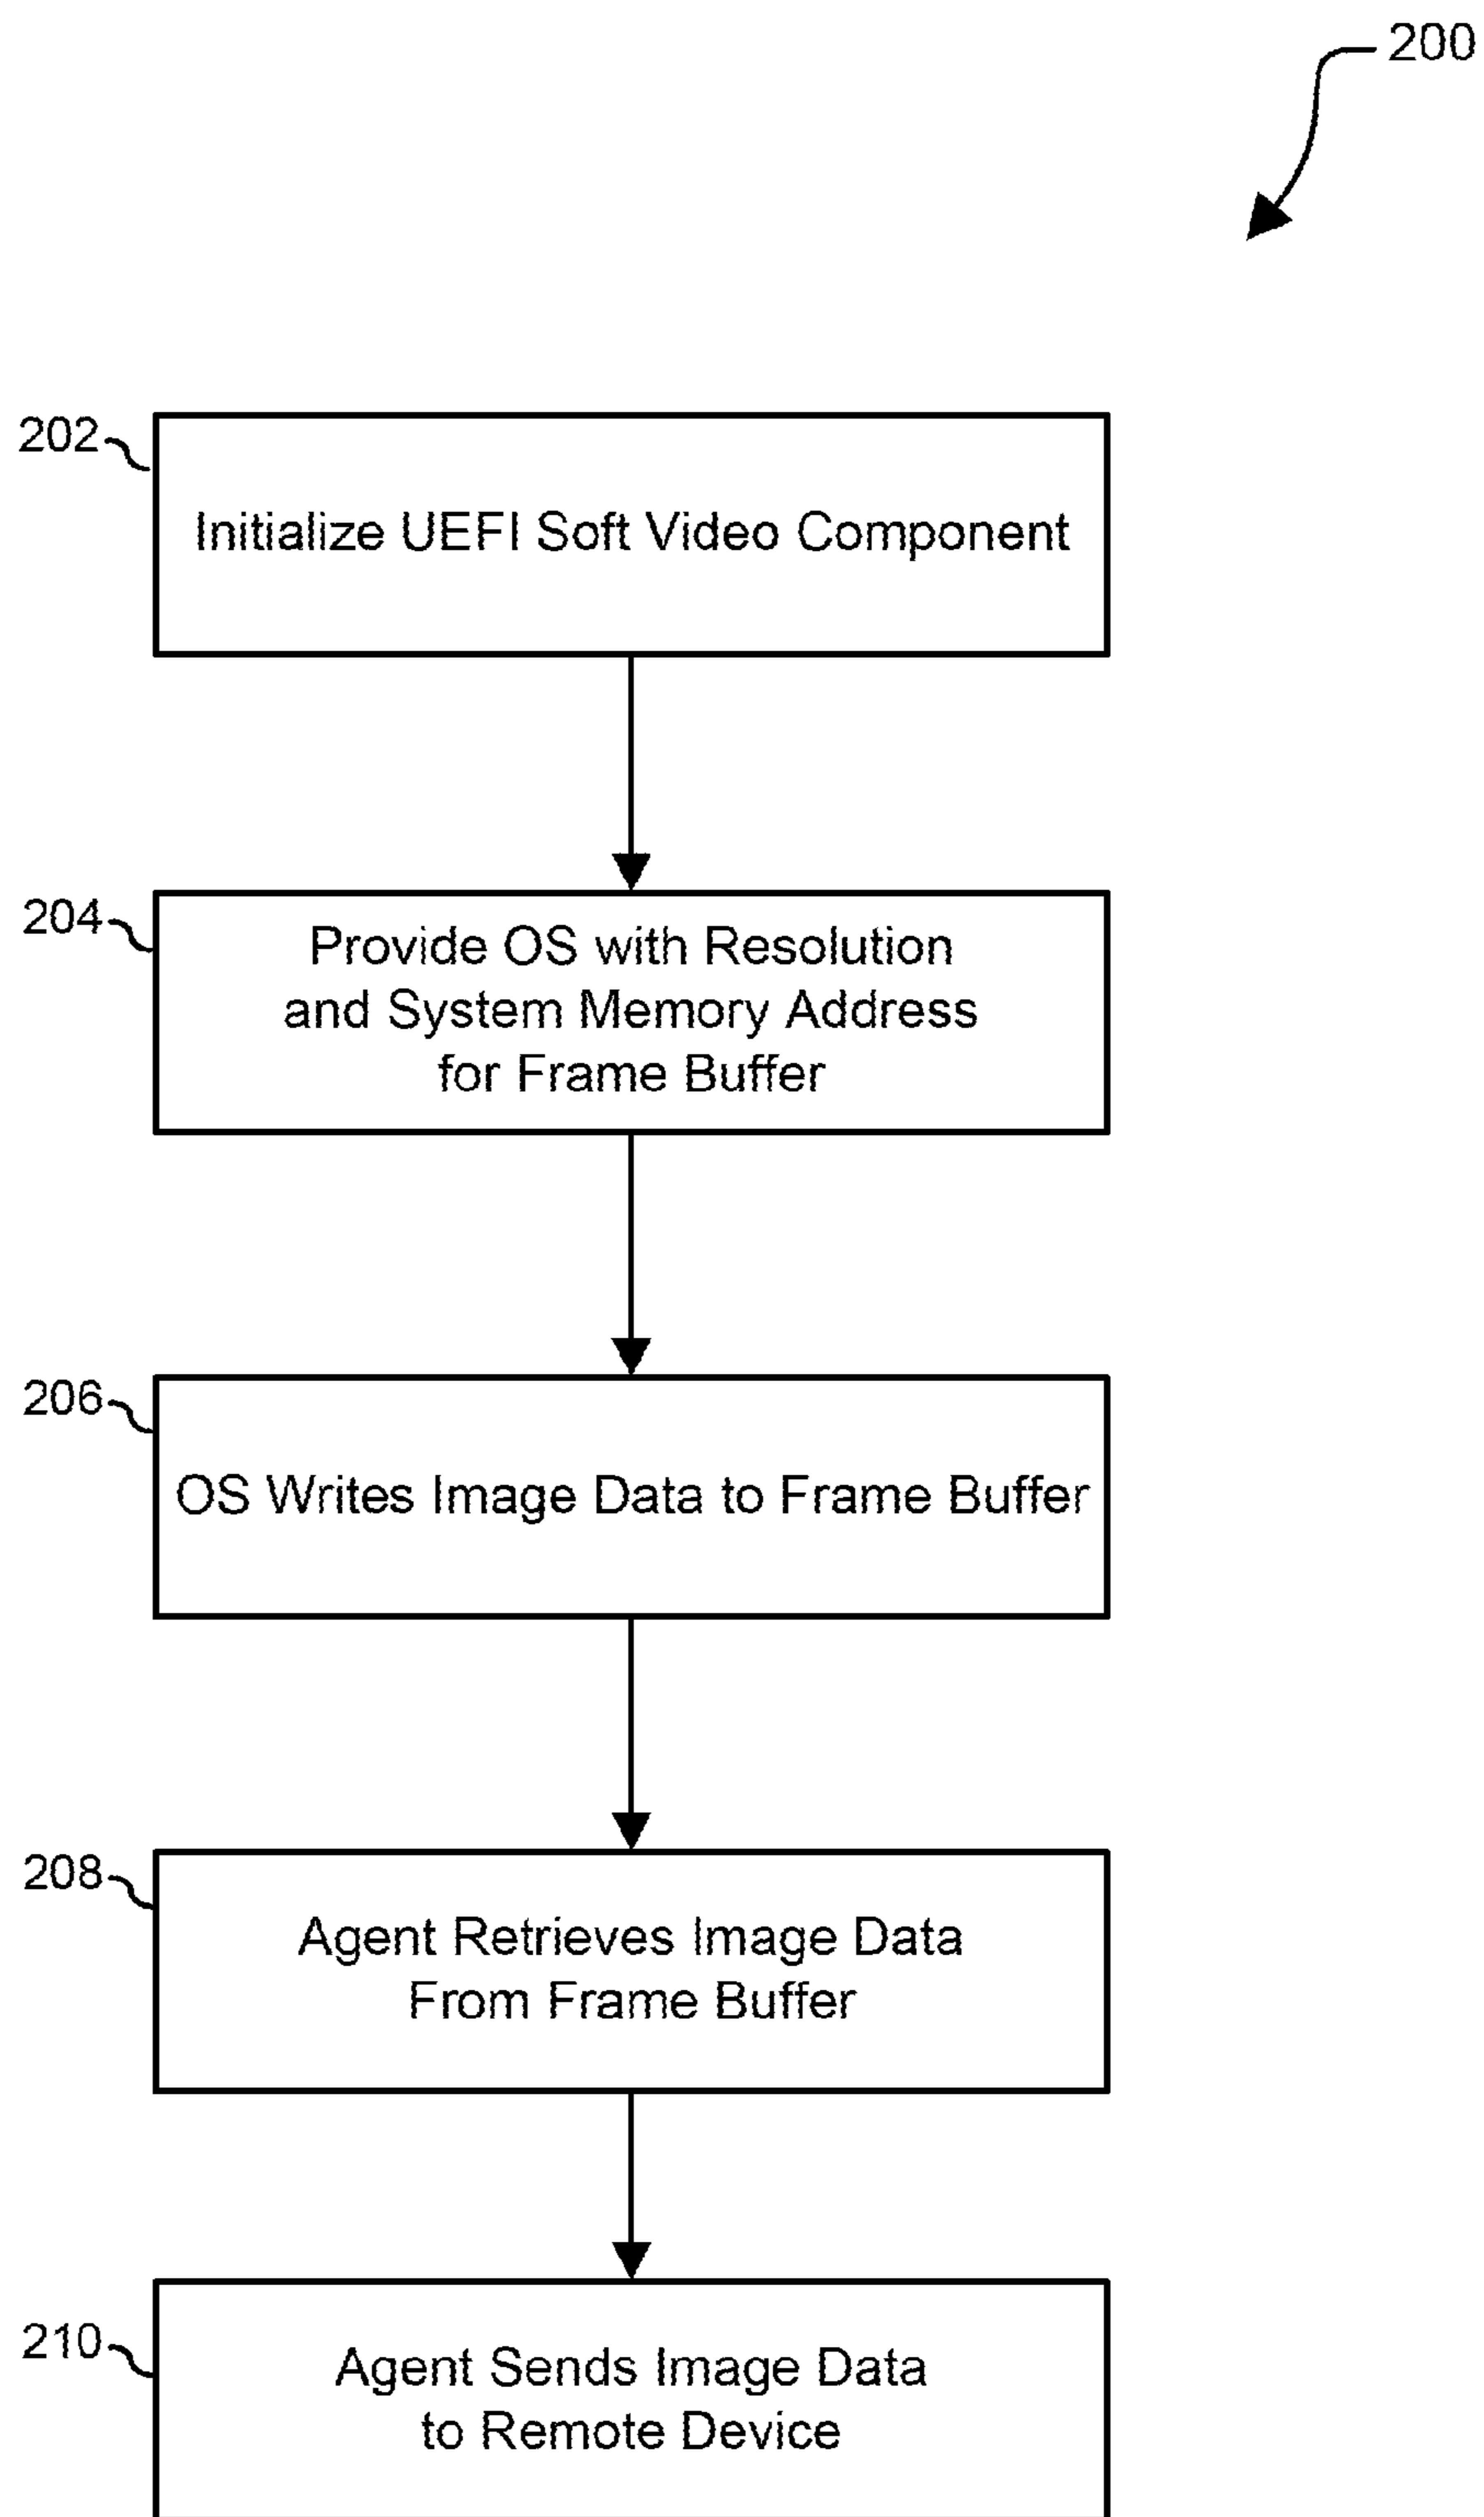 200
202
Initialize UEFI Soft Video Component
204
Provide OS with Resolution
and System Memory Address
for Frame Buffer
206
OS Writes Image Data to Frame Buffer
208
Agent Retrieves Image Data
From Frame Buffer
210
Agent Sends Image Data
to Remote Device